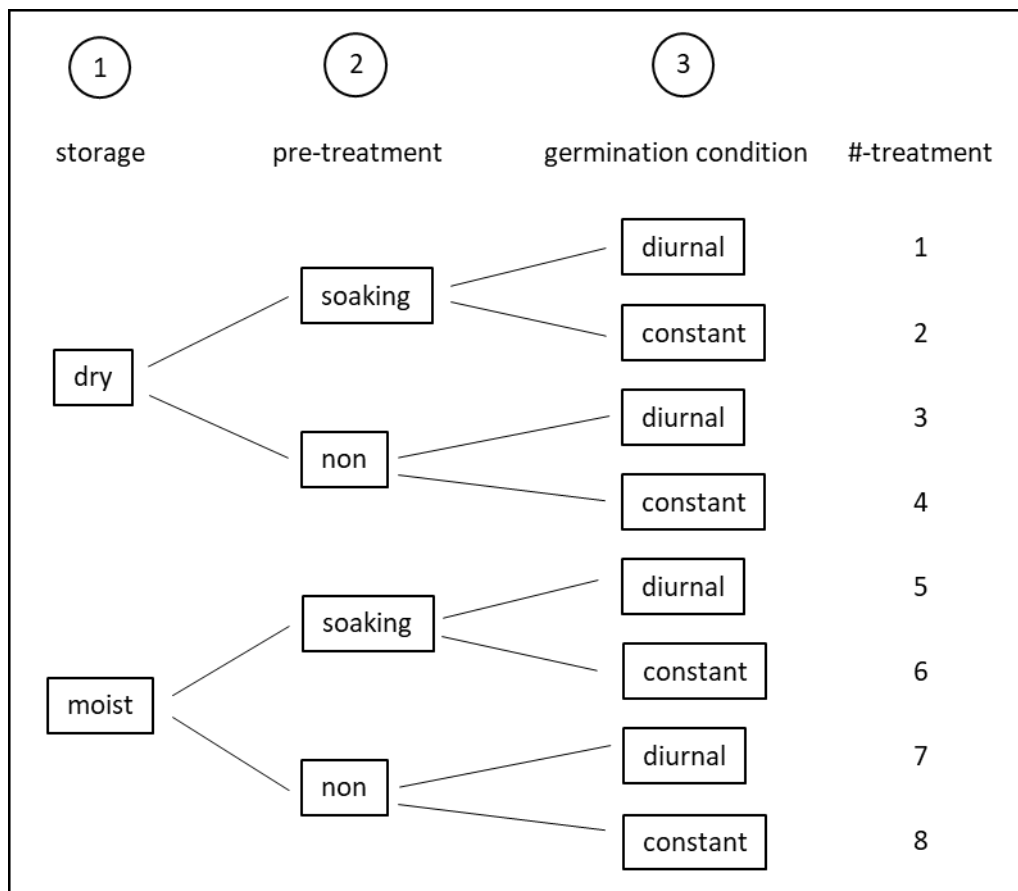 1 2 3
storage pre-treatment germination condition #-treatment
diurnal 1
soaking
constant 2
dry
diurnal 3
non
constant 4
diurnal 5
soaking
constant 6
moist
diurnal 7
non
constant 8